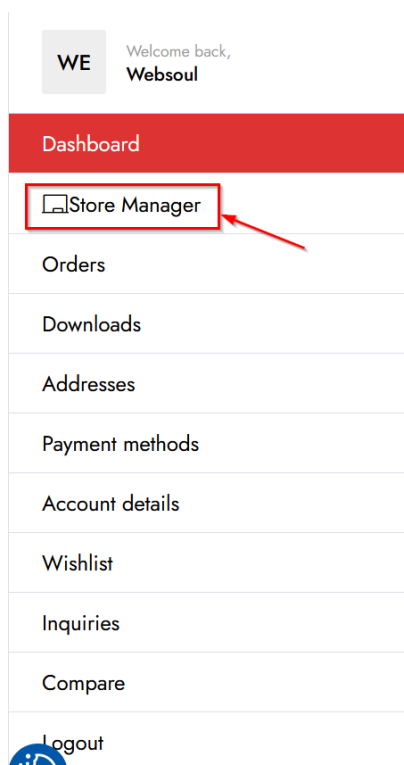 WE
Welcome back,
Websoul
Dashboard
Store Manager
Orders
Downloads
Addresses
Payment methods
Account details
Wishlist
Inquiries
Compare
Logout